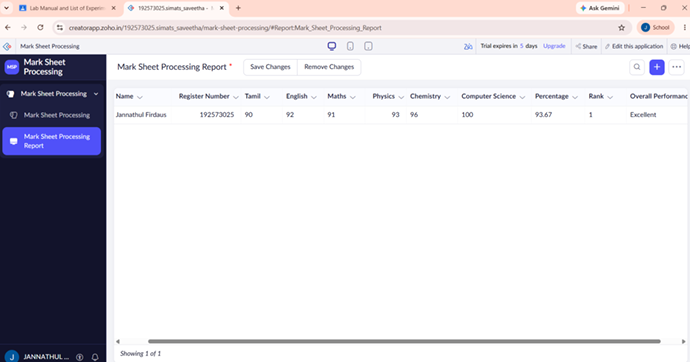 Lab Manual and List of Experim
192573025.simats_saveetha -
Ask Gemini
creatorapp.zoho.in/192573025.simats_saveetha/mark-sheet-processing/#Report:Mark_Sheet_Processing_Report
J School
Mark Sheet Processing
Trial expires in 5 days Upgrade
Share
Edit this application
Help
MSP Mark Sheet Processing
Mark Sheet Processing Report *
Save Changes
Remove Changes
Mark Sheet Processing
Mark Sheet Processing
Mark Sheet Processing
Report
Name Register Number Tamil English Maths Physics Chemistry Computer Science Percentage Rank Overall Performanc
Jannathul Firdaus 192573025 90 92 91 93 96 100 93.67 1 Excellent
Showing 1 of 1
J JANNATHUL ...